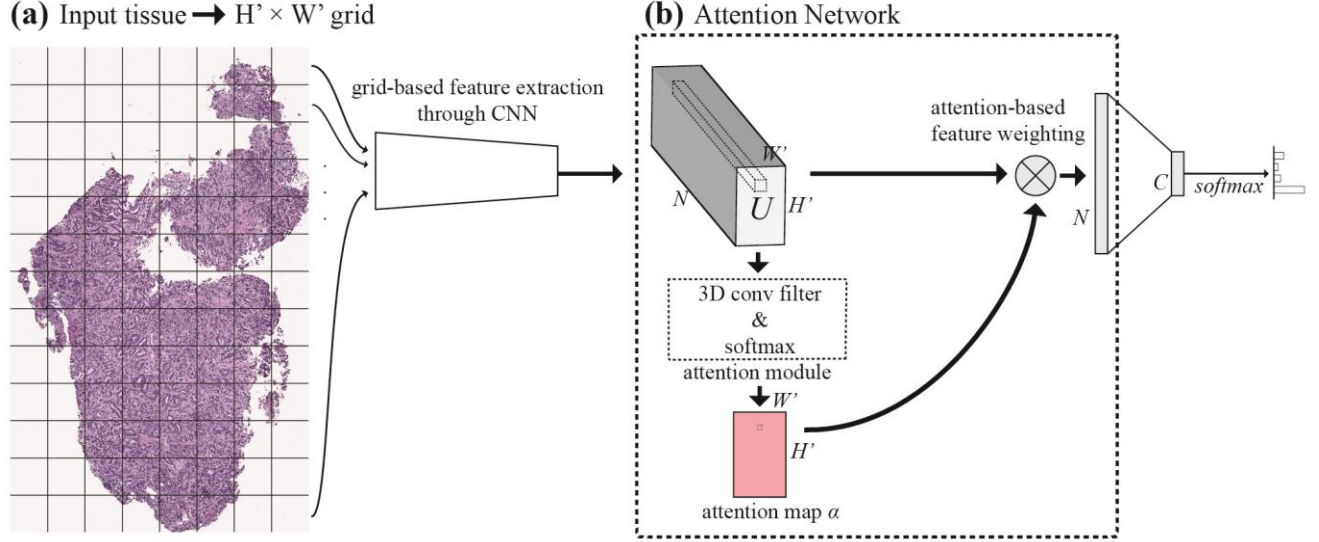 (a) Input tissue → H’ × W’ grid
grid-based feature extraction
through CNN
(b) Attention Network
W’
N
U
H’
3D conv filter
&
softmax
attention module
W’
H’
attention map α
attention-based
feature weighting
N
C
softmax